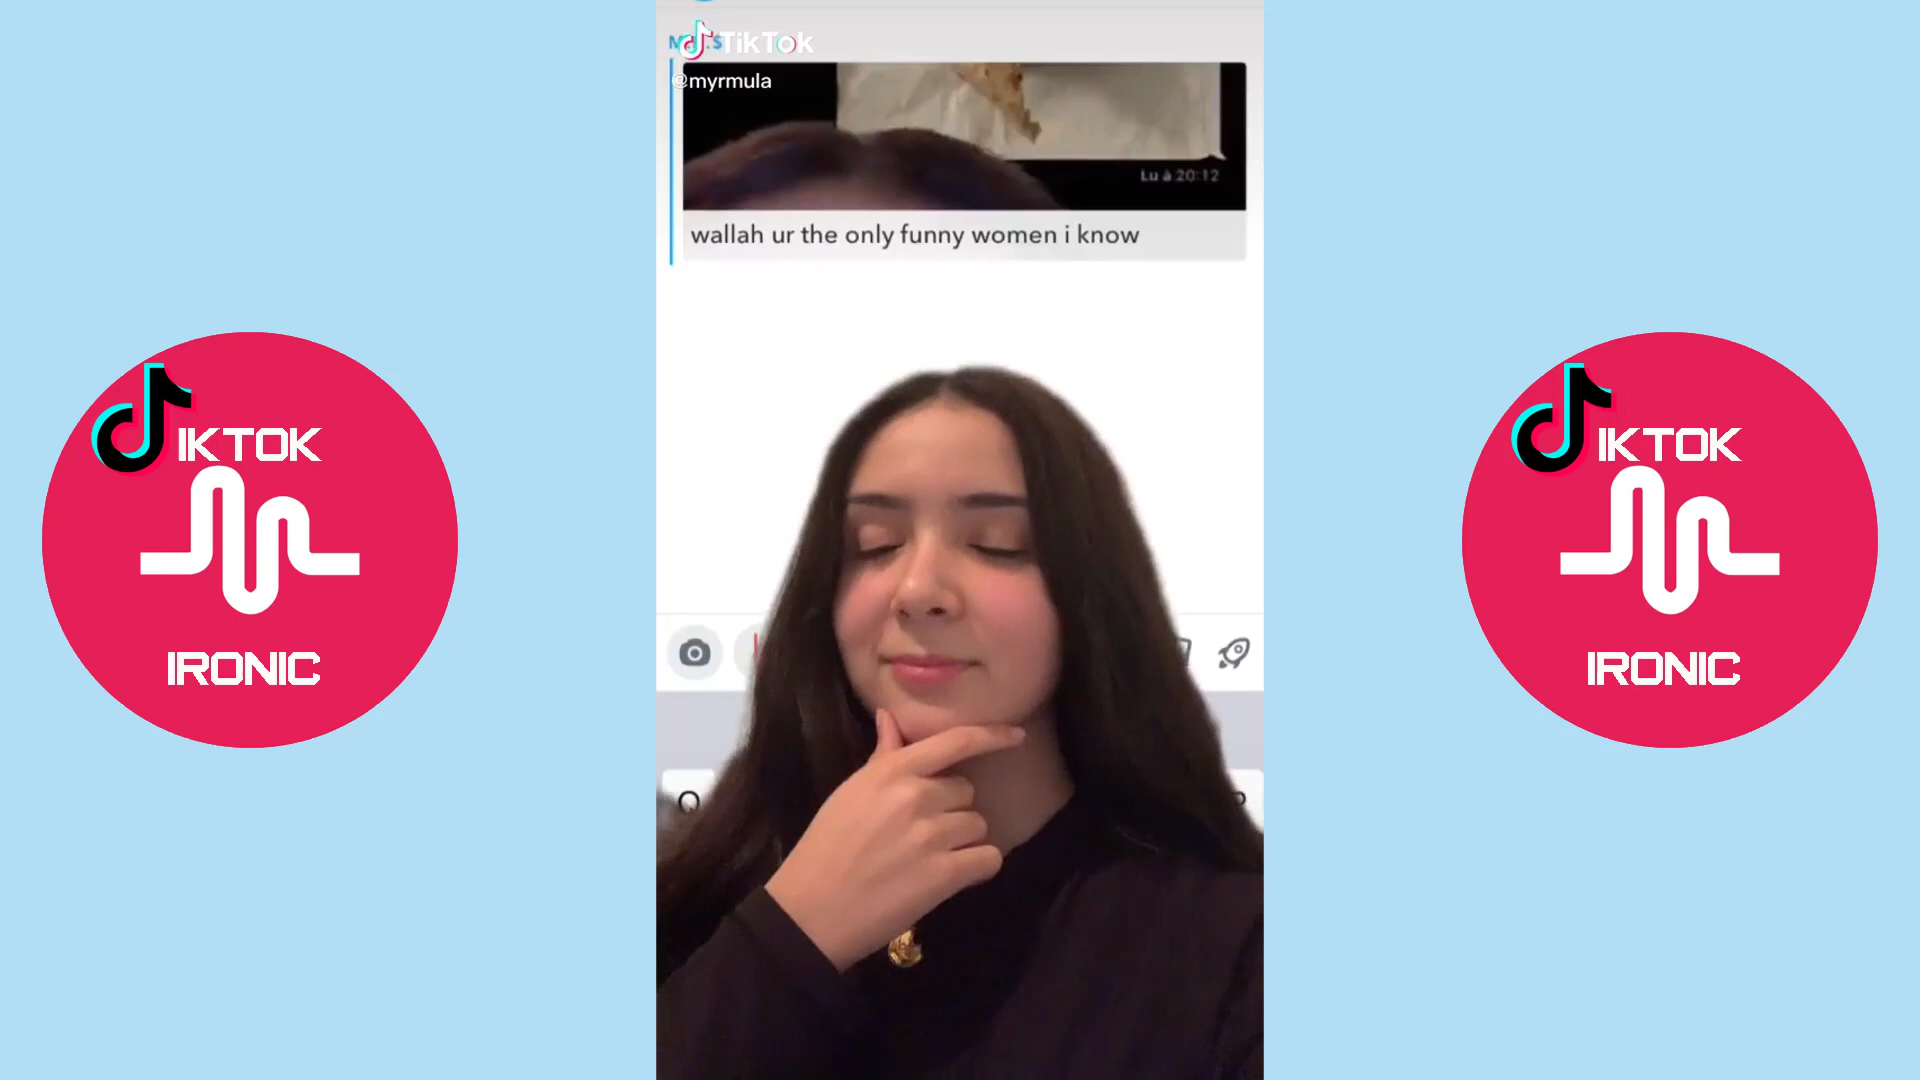 TikTok
@myrmula
Lu à 20:12
wallah ur the only funny women i know
IKTOK
IRONIC
IKTOK
IRONIC
Q